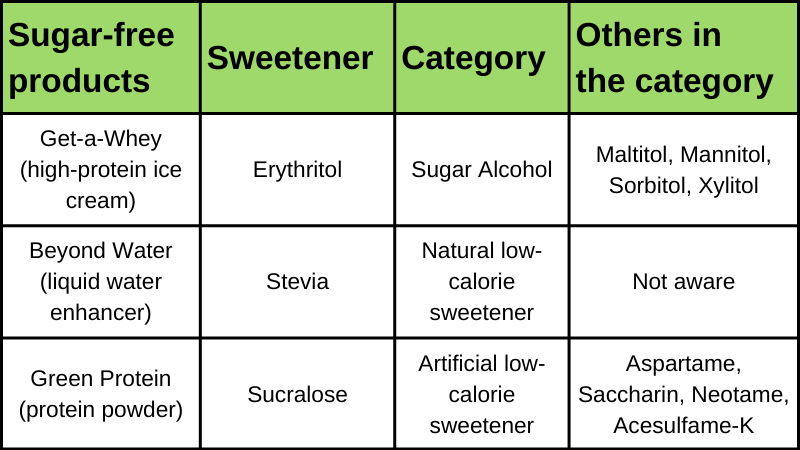 Sugar-free
products
Sweetener
Category
Others in
the category
Get-a-Whey
(high-protein ice
cream)
Erythritol
Sugar Alcohol
Maltitol, Mannitol,
Sorbitol, Xylitol
Beyond Water
(liquid water
enhancer)
Stevia
Natural low-
calorie
sweetener
Not aware
Green Protein
(protein powder)
Sucralose
Artificial low-
calorie
sweetener
Aspartame,
Saccharin, Neotame,
Acesulfame-K